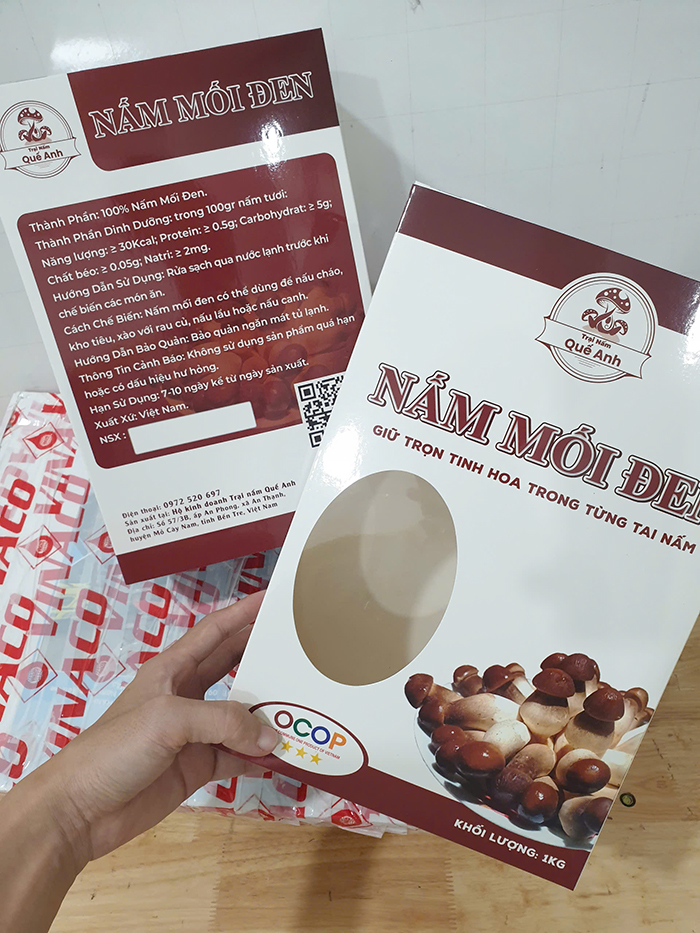 Trại Nấm
Quế Anh
NẤM MỐI ĐEN
Thành Phần: 100% Nấm Mối Đen.
Thành Phần Dinh Dưỡng: trong 100gr nấm tươi:
Năng lượng: ≥ 30Kcal; Protein: ≥ 0.5g; Carbohydrat: ≥ 5g;
Chất béo: ≥ 0.05g; Natri: ≥ 2mg.
Hướng Dẫn Sử Dụng: Rửa sạch qua nước lạnh trước khi
chế biến các món ăn.
Cách Chế Biến: Nấm mối đen có thể dùng để nấu cháo,
kho tiêu, xào với rau củ, nấu lẩu hoặc nấu canh.
Hướng Dẫn Bảo Quản: Bảo quản ngăn mát tủ lạnh.
Thông Tin Cảnh Báo: Không sử dụng sản phẩm quá hạn
hoặc có dấu hiệu hư hỏng.
Hạn Sử Dụng: 7-10 ngày kể từ ngày sản xuất.
Xuất Xứ: Việt Nam.
NSX :
Điện thoại: 0972 520 697
Sản xuất tại: Hộ kinh doanh Trại nấm Quế Anh
Địa chỉ: Số 57/3B, ấp An Phong, xã An Thạnh,
huyện Mỏ Cày Nam, tỉnh Bến Tre, Việt Nam
Trại Nấm
Quế Anh
NẤM MỐI ĐEN
GIỮ TRỌN TINH HOA TRONG TỪNG TAI NẤM
OCOP
KHỐI LƯỢNG: 1KG
VINACO
VINACO
VINACO
VINACO